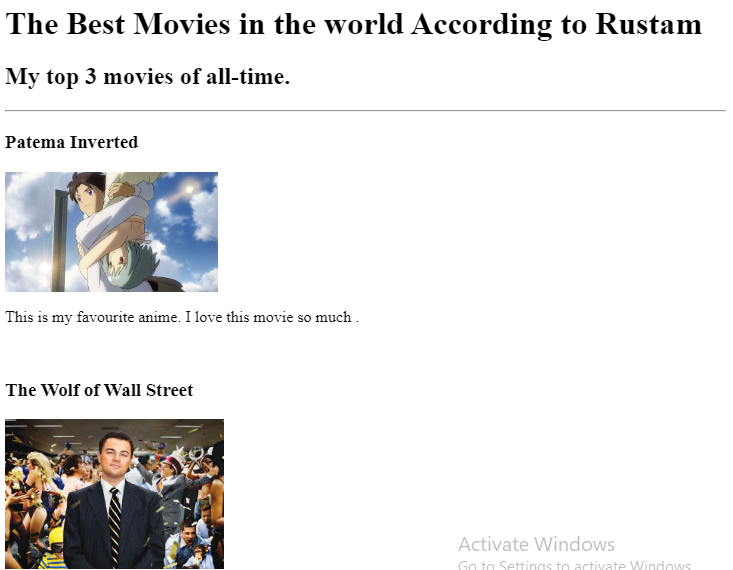 The Best Movies in the world According to Rustam
My top 3 movies of all-time.
Patema Inverted
This is my favourite anime. I love this movie so much .
The Wolf of Wall Street
Activate Windows
Go to Settings to activate Windows.